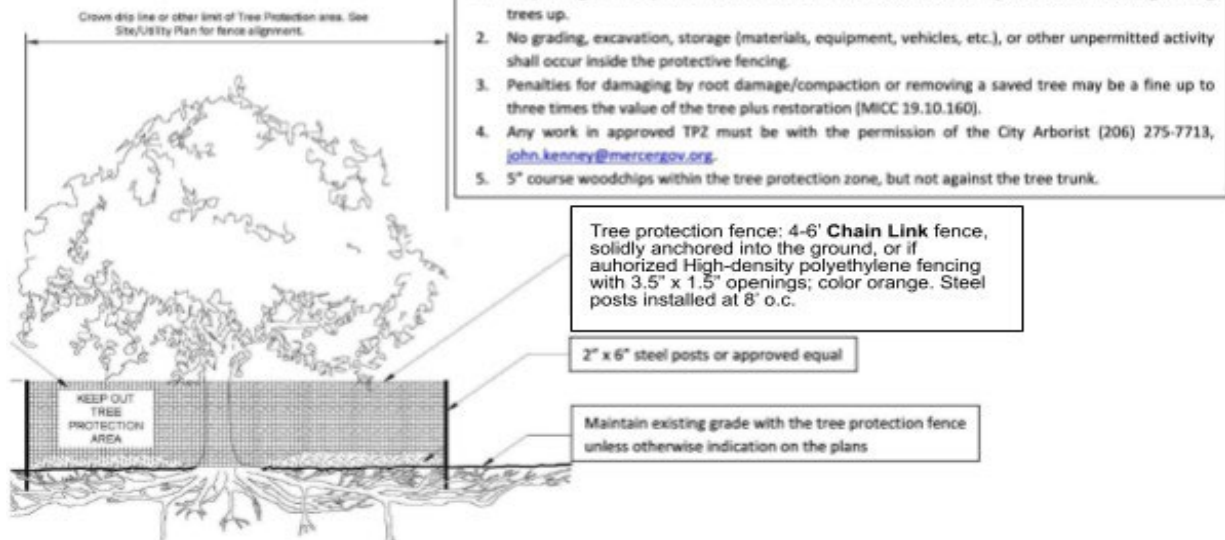 Crown drip line or other limit of Tree Protection area. See
Site/Utility Plan for fence alignment.
trees up.
2. No grading, excavation, storage (materials, equipment, vehicles, etc.), or other unpermitted activity
shall occur inside the protective fencing.
3. Penalties for damaging by root damage/compaction or removing a saved tree may be a fine up to
three times the value of the tree plus restoration (MICC 19.10.160).
4. Any work in approved TPZ must be with the permission of the City Arborist (206) 275-7713,
john.kenney@mercergov.org.
5. 5" course woodchips within the tree protection zone, but not against the tree trunk.
Tree protection fence: 4-6' Chain Link fence,
solidly anchored into the ground, or if
auhorized High-density polyethylene fencing
with 3.5" x 1.5" openings; color orange. Steel
posts installed at 8' o.c.
2" x 6" steel posts or approved equal
KEEP OUT
TREE
PROTECTION
AREA
Maintain existing grade with the tree protection fence
unless otherwise indication on the plans